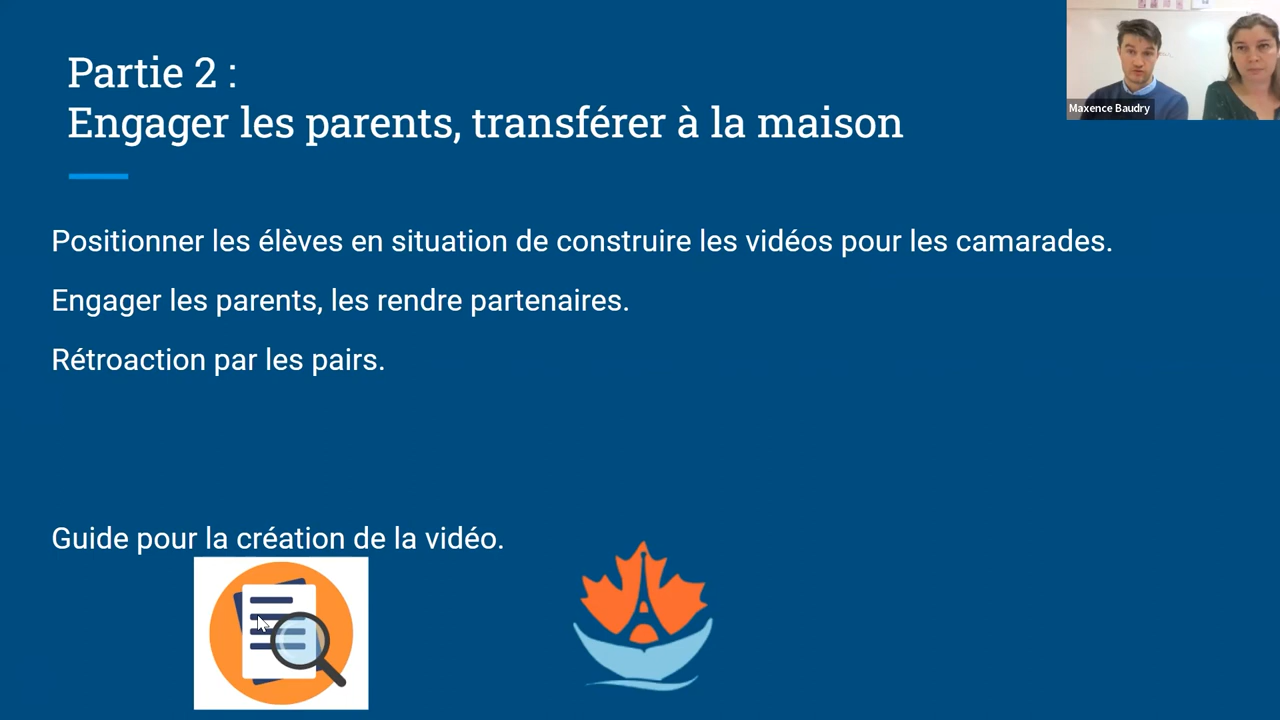 Partie 2 :
Engager les parents, transférer à la maison
Maxence Baudry
Positionner les élèves en situation de construire les vidéos pour les camarades.
Engager les parents, les rendre partenaires.
Rétroaction par les pairs.
Guide pour la création de la vidéo.